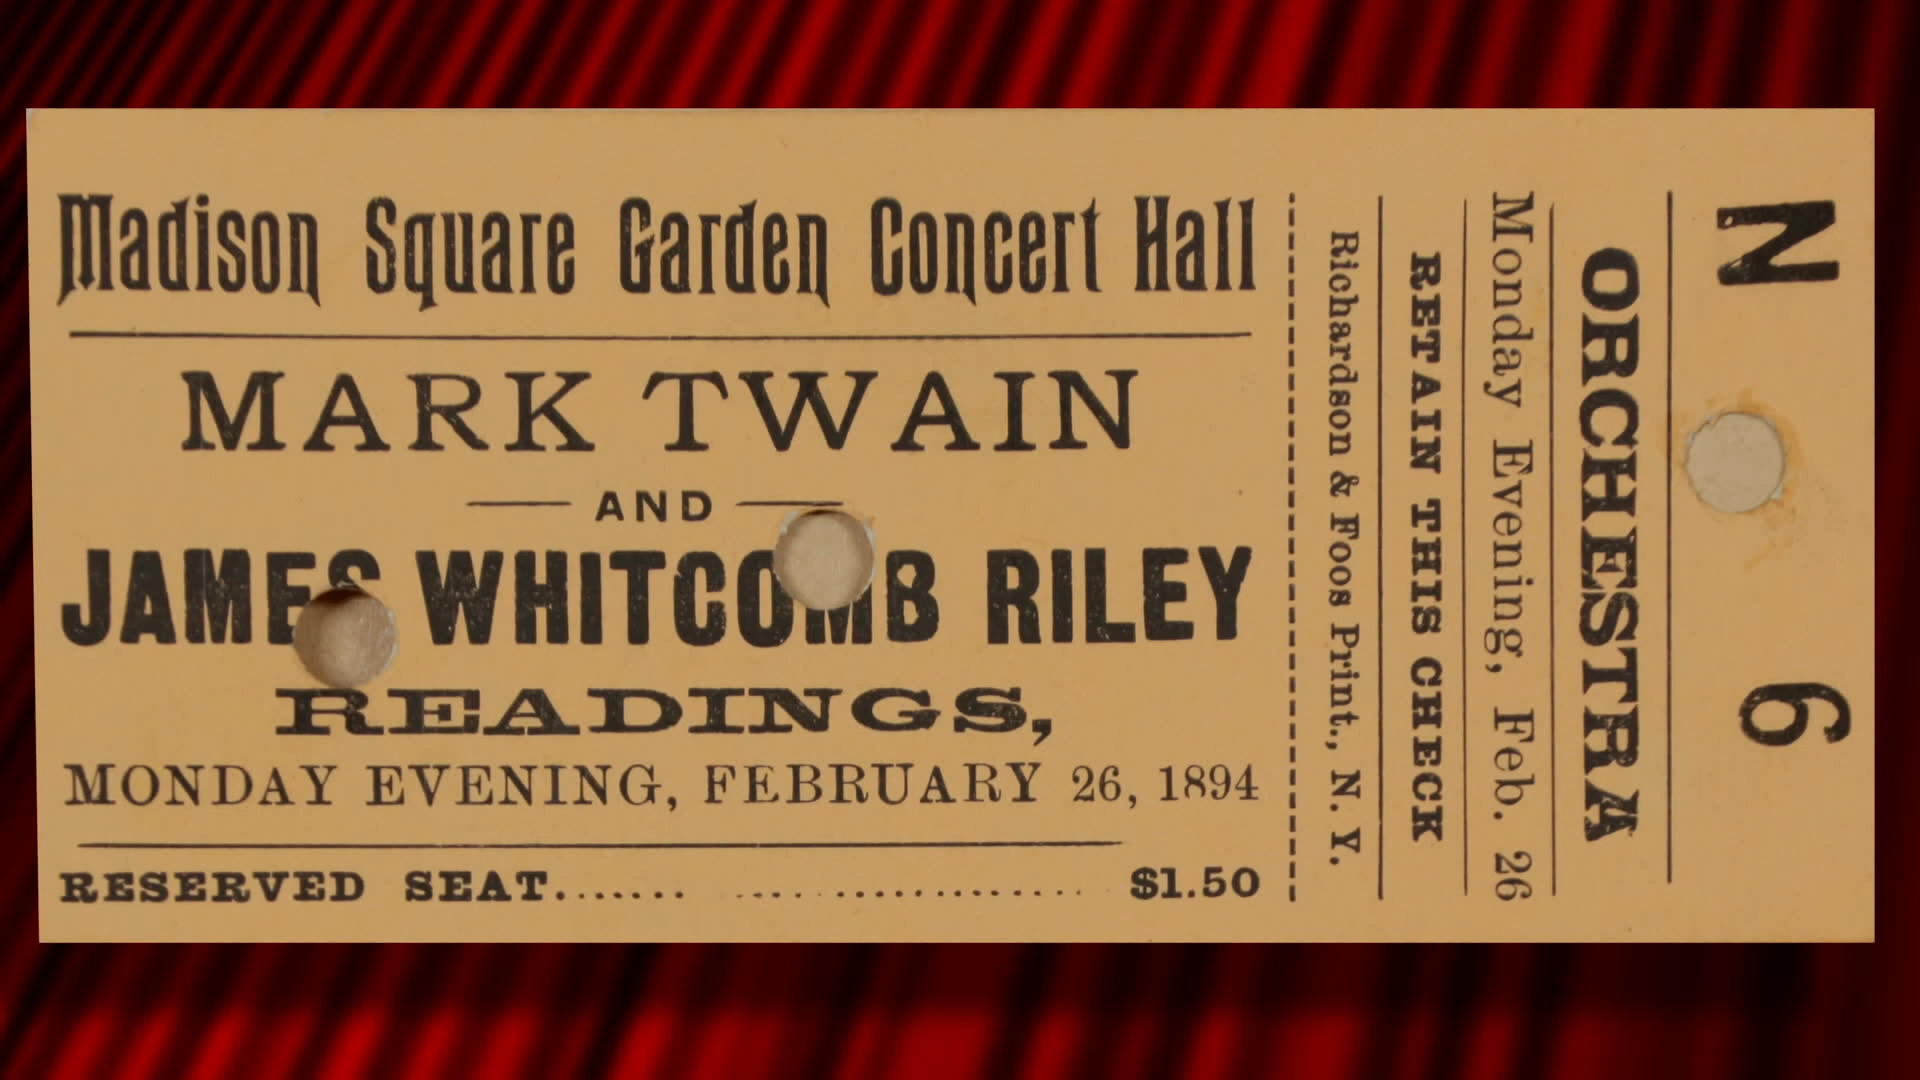 Madison Square Garden Concert Hall
MARK TWAIN
AND
JAMES WHITCOMB RILEY
READINGS,
MONDAY EVENING, FEBRUARY 26, 1894
RESERVED SEAT....... ..................... $1.50
Richardson & Foos Print., N. Y.
RETAIN THIS CHECK
Monday Evening, Feb. 26
ORCHESTRA
N 6